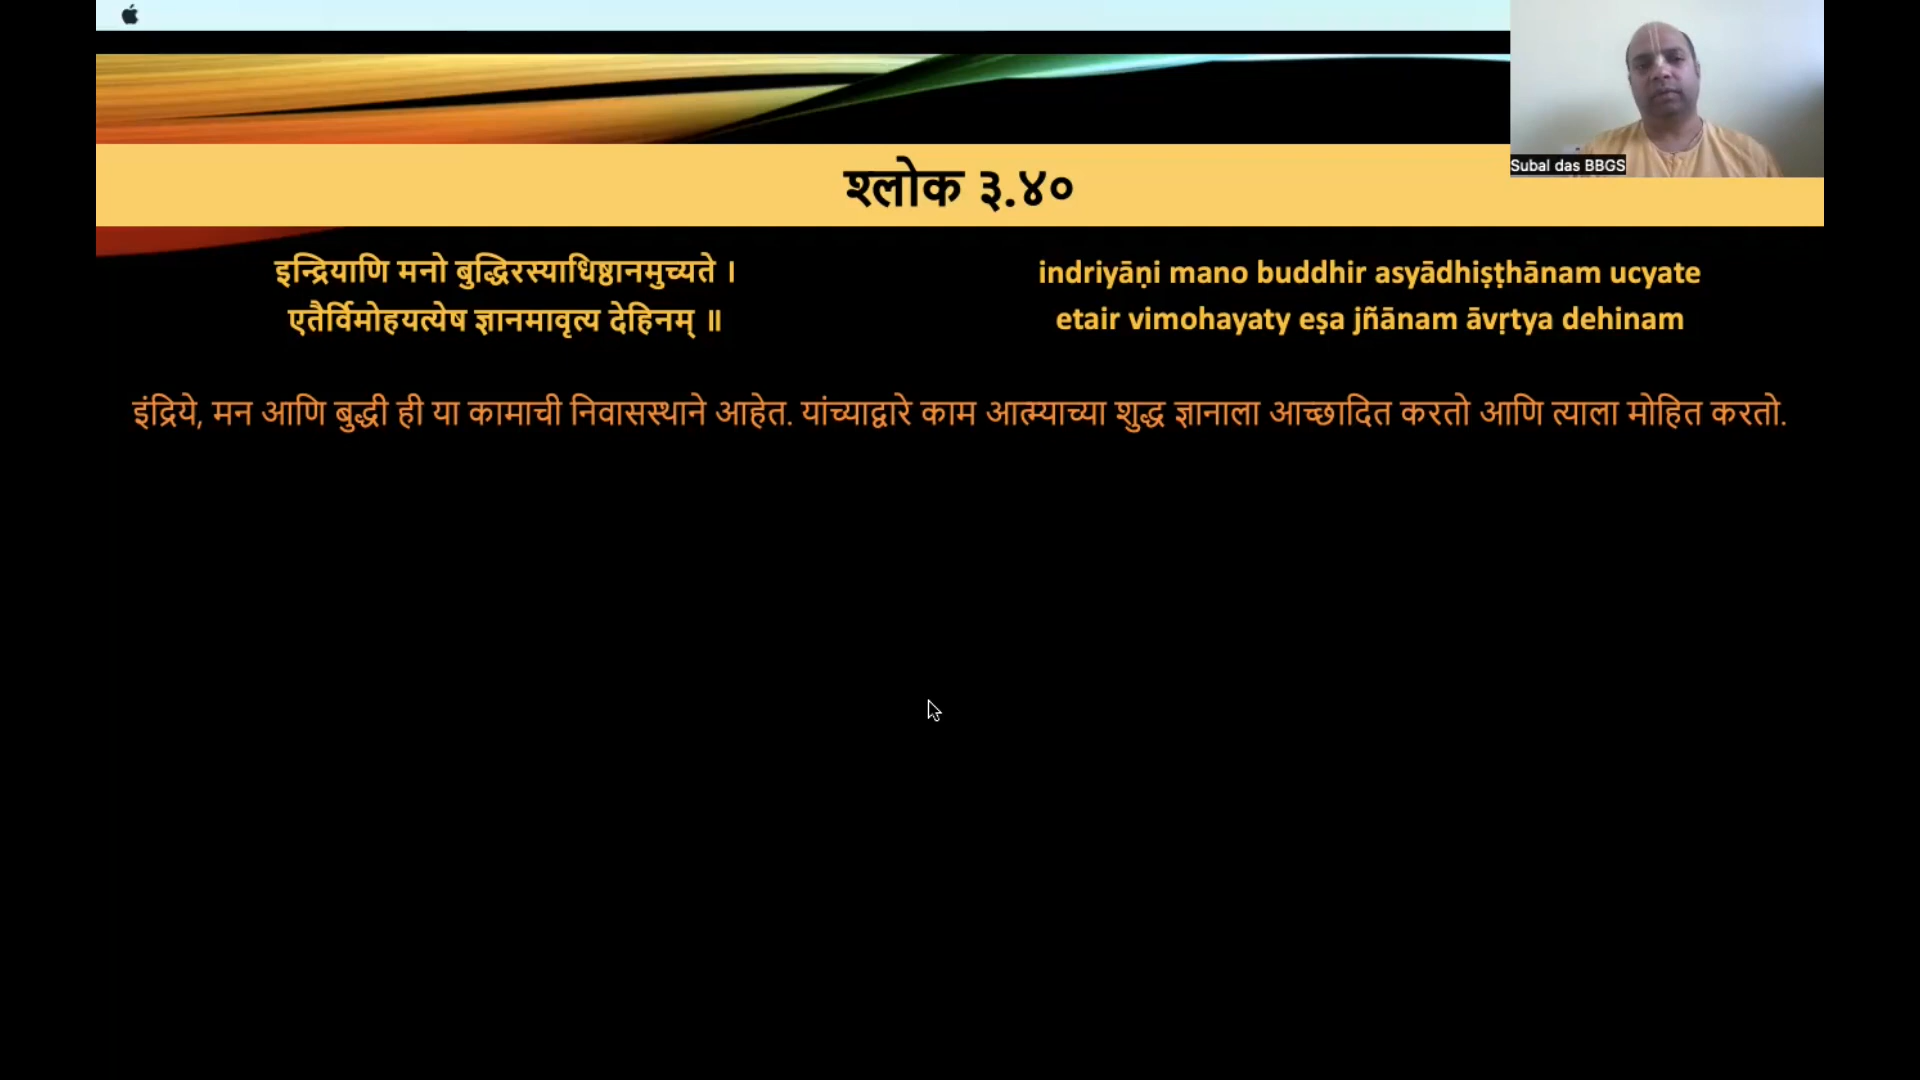 श्लोक ३.४०
इन्द्रियाणि मनो बुद्धिरस्याधिष्ठानमुच्यते ।
एतैर्विमोहयत्येष ज्ञानमावृत्य देहिनम् ॥
indriyāṇi mano buddhir asyādhiṣṭhānam ucyate
etair vimohayaty eṣa jñānam āvṛtya dehinam
इंद्रिये, मन आणि बुद्धी ही या कामाची निवासस्थाने आहेत. यांच्याद्वारे काम आत्म्याच्या शुद्ध ज्ञानाला आच्छादित करतो आणि त्याला मोहित करतो.
Subal das BBGS